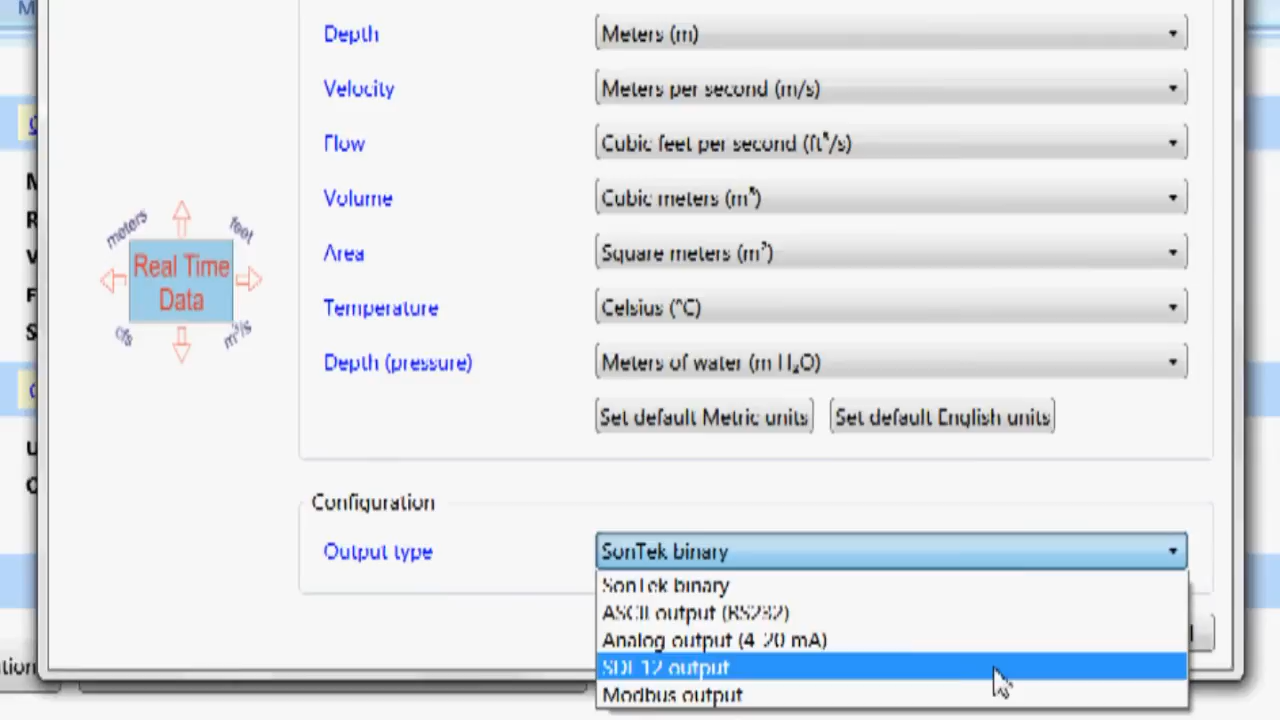 M
Depth
Meters (m)
Velocity
Meters per second (m/s)
Flow
Cubic feet per second (ft³/s)
Volume
Cubic meters (m³)
Area
Square meters (m²)
Temperature
Celsius (°C)
Depth (pressure)
Meters of water (m H₂O)
Set default Metric units
Set default English units
meters
feet
Real Time
Data
cfs
m³/s
Configuration
Output type
SonTek binary
SonTek binary
ASCII output (RS232)
Analog output (4-20 mA)
SDI-12 output
Modbus output